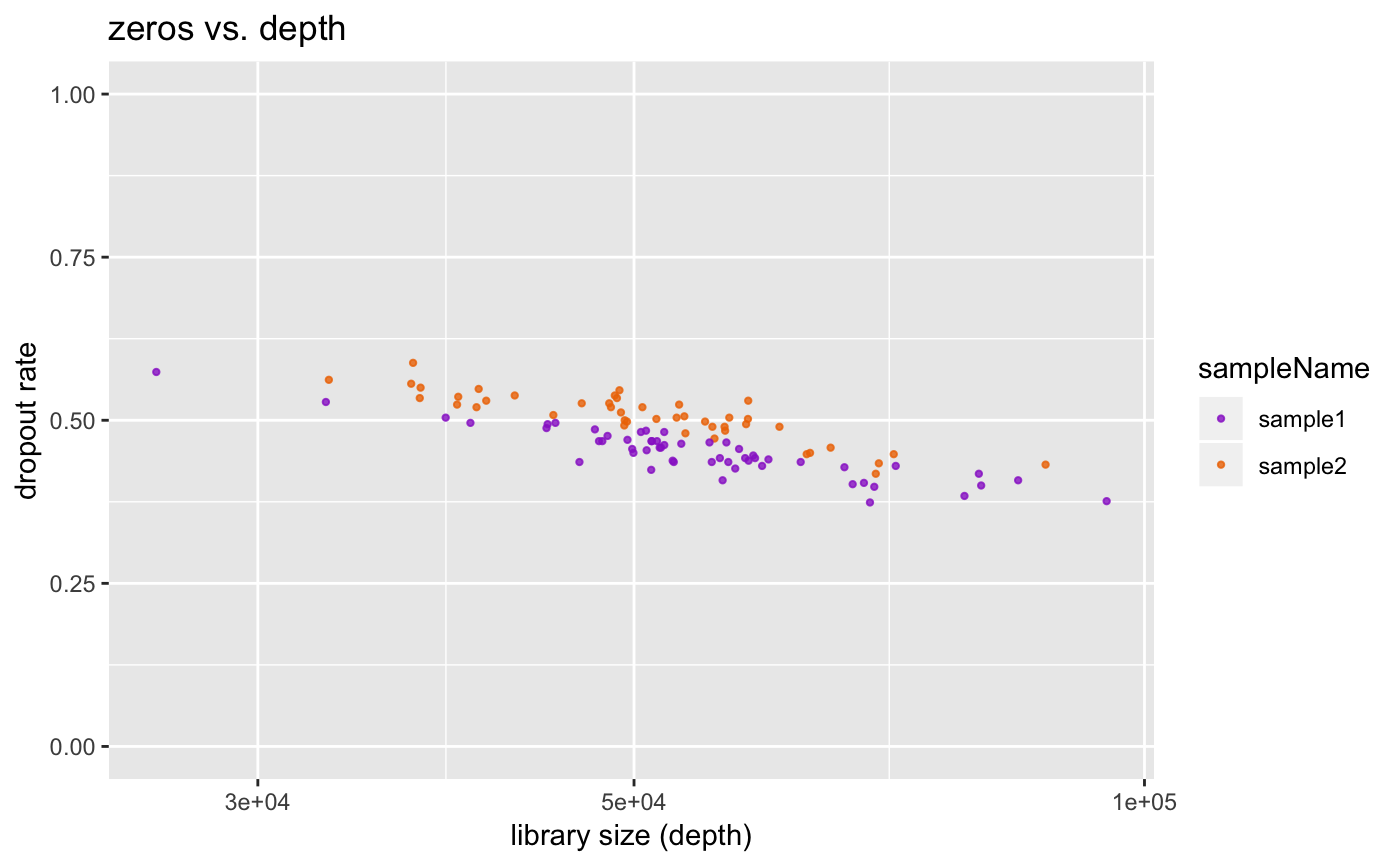 zeros vs. depth
1.00
0.75
0.50
0.25
0.00
dropout rate
3e+04 5e+04 1e+05
library size (depth)
sampleName
sample1
sample2